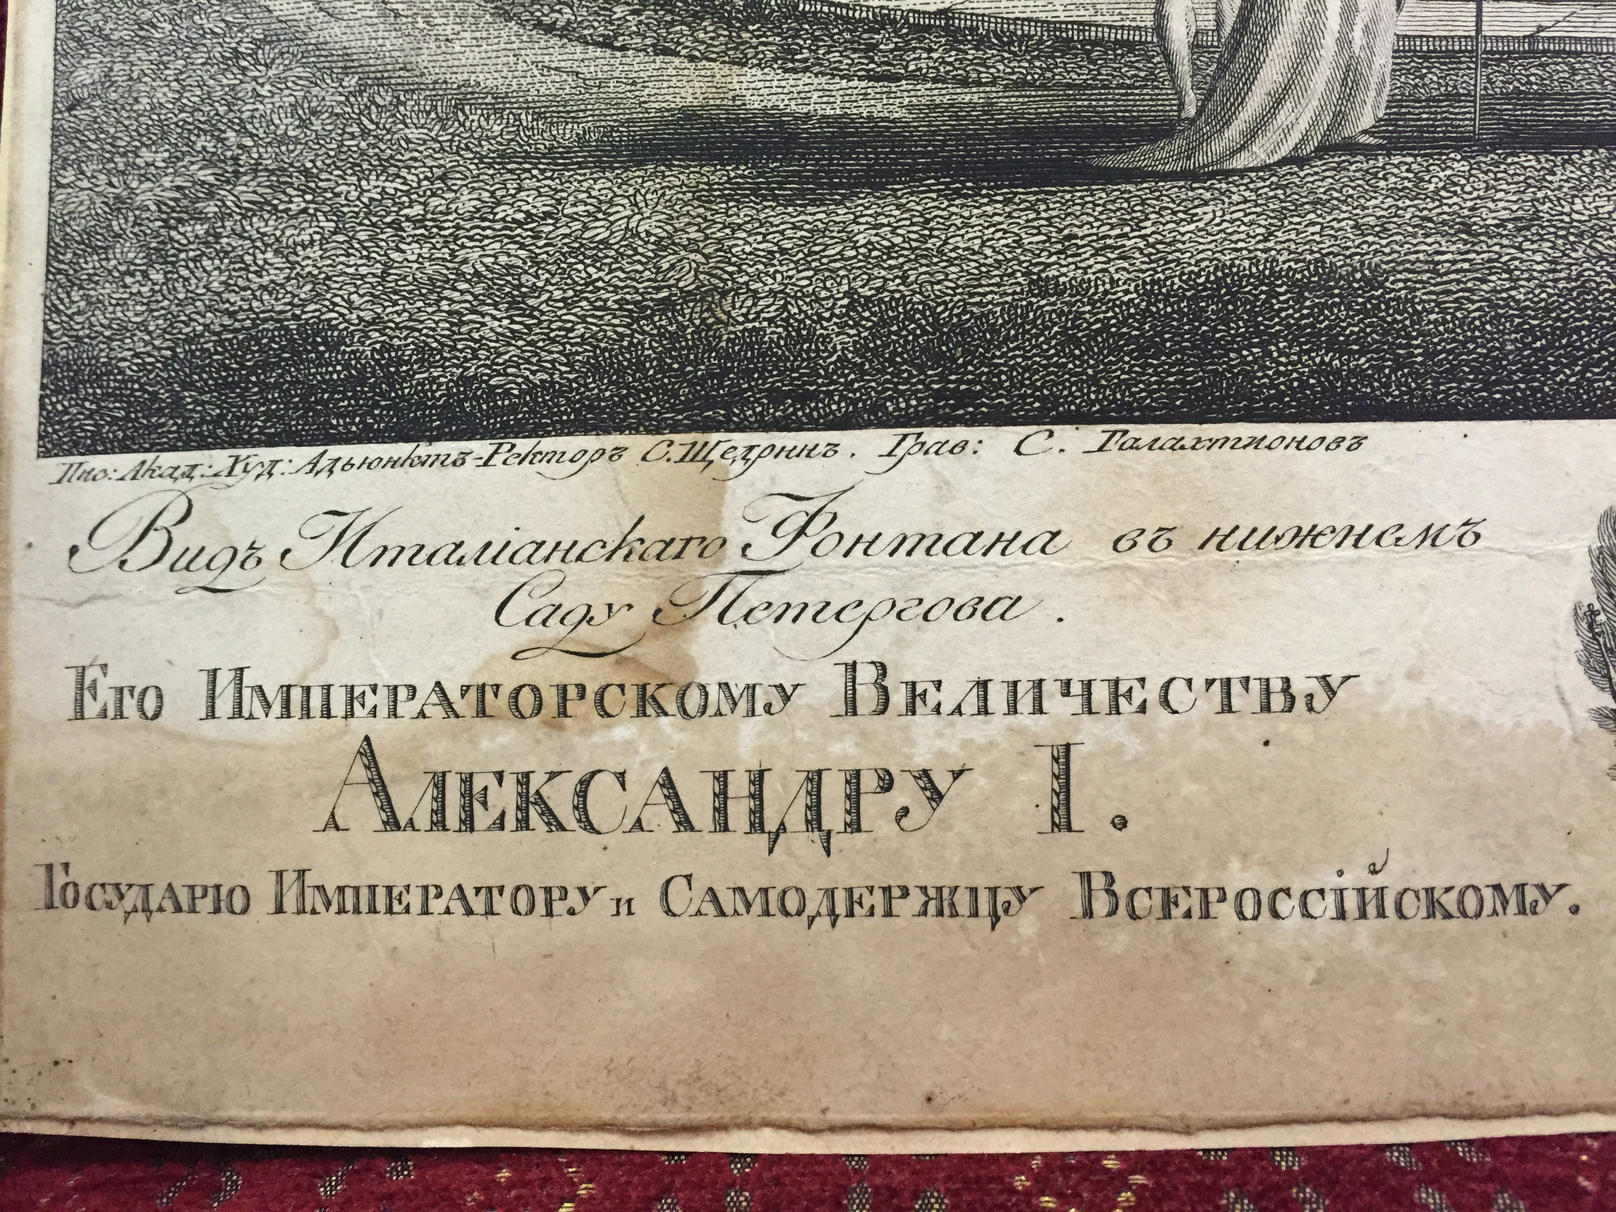 Пис: Акад: Худ: Адъюнктъ-Ректоръ С. Щедринъ. Грав: С. Галахтионовъ
Видъ Италіанскаго Фонтана въ нижнемъ
Саду Петергова.
Его Императорскому Величеству
Александру I.
Государю Императору и Самодержцу Всероссійскому.